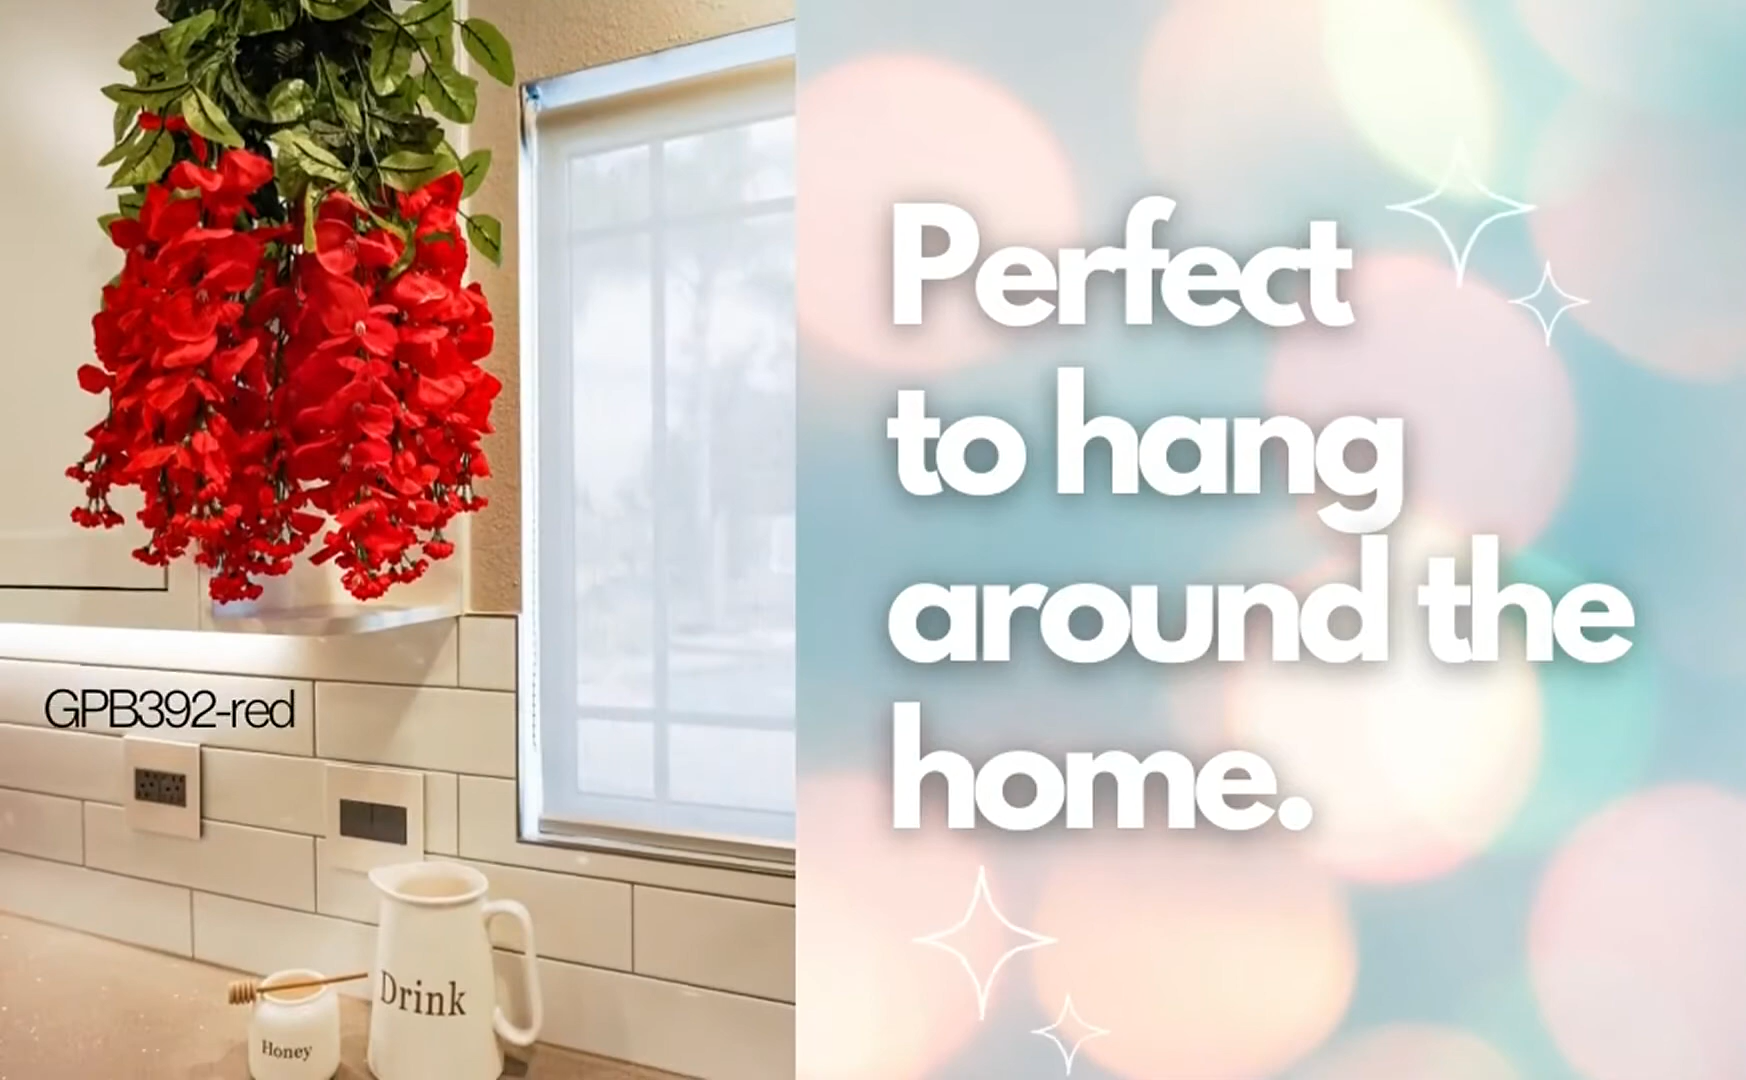 GPB392-red
Drink
Honey
Perfect
to hang
around the
home.